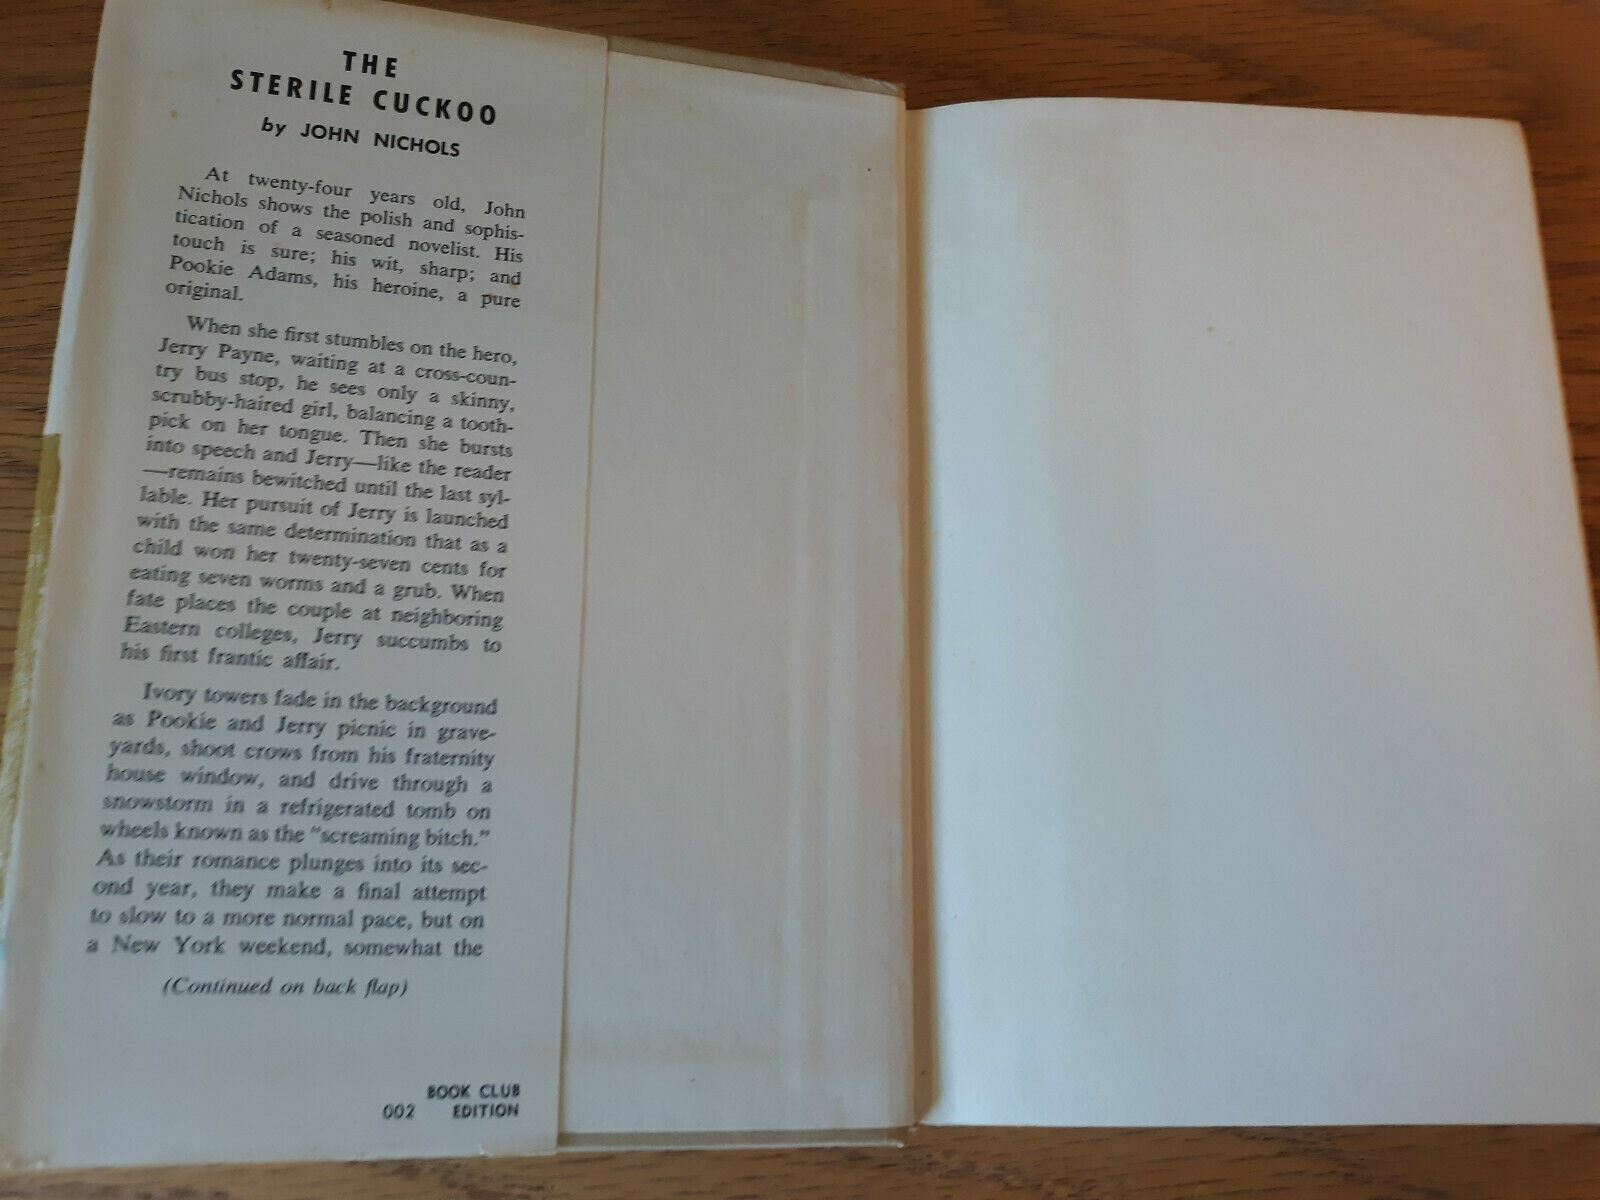 THE
STERILE CUCKOO
by JOHN NICHOLS
At twenty-four years old, John
Nichols shows the polish and sophis-
tication of a seasoned novelist. His
touch is sure; his wit, sharp; and
Pookie Adams, his heroine, a pure
original.
When she first stumbles on the hero,
Jerry Payne, waiting at a cross-coun-
try bus stop, he sees only a skinny,
scrubby-haired girl, balancing a tooth-
pick on her tongue. Then she bursts
into speech and Jerry—like the reader
—remains bewitched until the last syl-
lable. Her pursuit of Jerry is launched
with the same determination that as a
child won her twenty-seven cents for
eating seven worms and a grub. When
fate places the couple at neighboring
Eastern colleges, Jerry succumbs to
his first frantic affair.
Ivory towers fade in the background
as Pookie and Jerry picnic in grave-
yards, shoot crows from his fraternity
house window, and drive through a
snowstorm in a refrigerated tomb on
wheels known as the "screaming bitch."
As their romance plunges into its sec-
ond year, they make a final attempt
to slow to a more normal pace, but on
a New York weekend, somewhat the
(Continued on back flap)
BOOK CLUB
002 EDITION